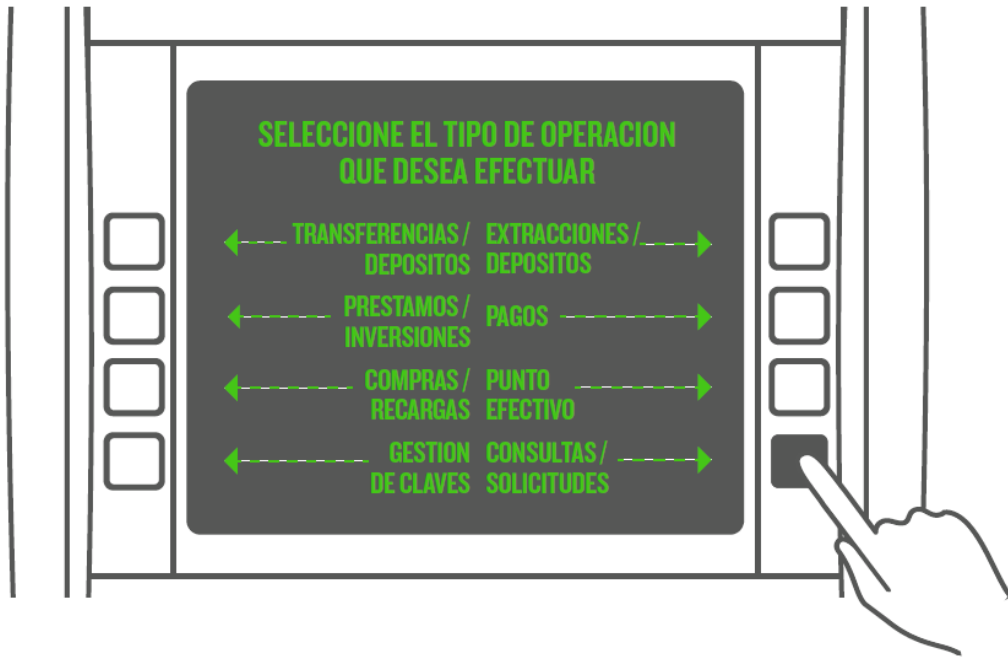 SELECCIONE EL TIPO DE OPERACION
QUE DESEA EFECTUAR
TRANSFERENCIAS /
DEPOSITOS
EXTRACCIONES /
DEPOSITOS
PRESTAMOS /
INVERSIONES
PAGOS
COMPRAS /
RECARGAS
PUNTO
EFECTIVO
GESTION
DE CLAVES
CONSULTAS /
SOLICITUDES